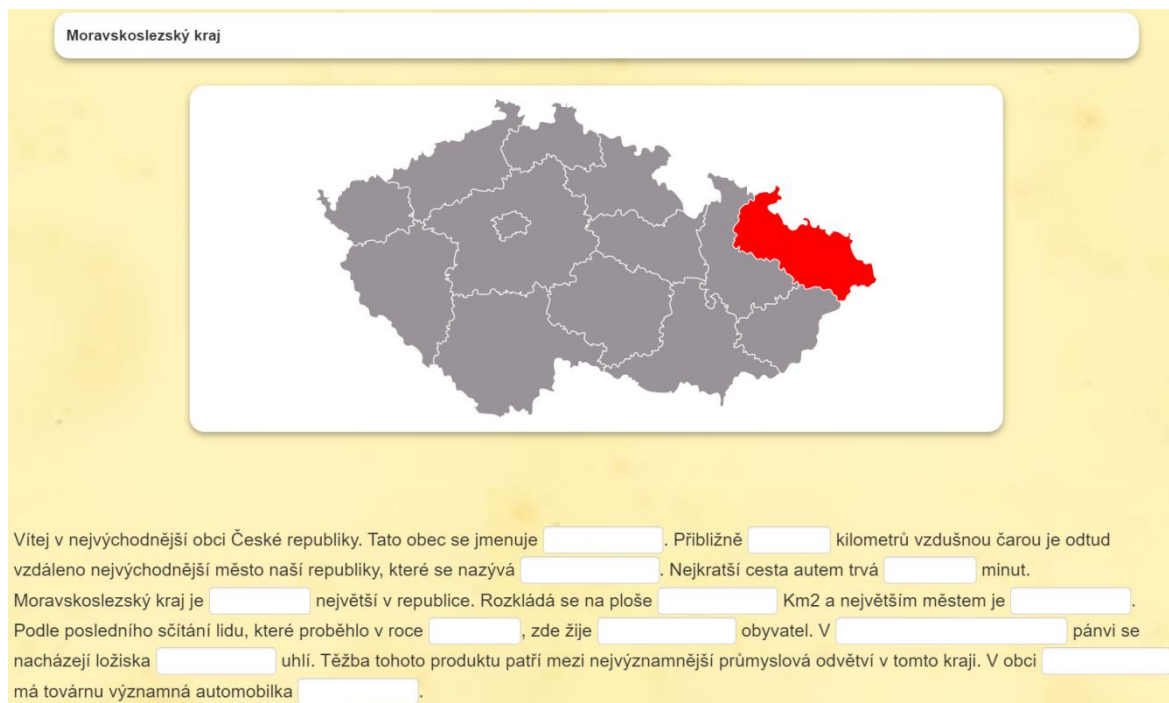 Moravskoslezský kraj
Vítej v nejvýchodnější obci České republiky. Tato obec se jmenuje . Přibližně kilometrů vzdušnou čarou je odtud
vzdáleno nejvýchodnější město naší republiky, které se nazývá . Nejkratší cesta autem trvá minut.
Moravskoslezský kraj je největší v republice. Rozkládá se na ploše Km2 a největším městem je .
Podle posledního sčítání lidu, které proběhlo v roce , zde žije obyvatel. V pánvi se
nacházejí ložiska uhlí. Těžba tohoto produktu patří mezi nejvýznamnější průmyslová odvětví v tomto kraji. V obci
má továrnu významná automobilka .